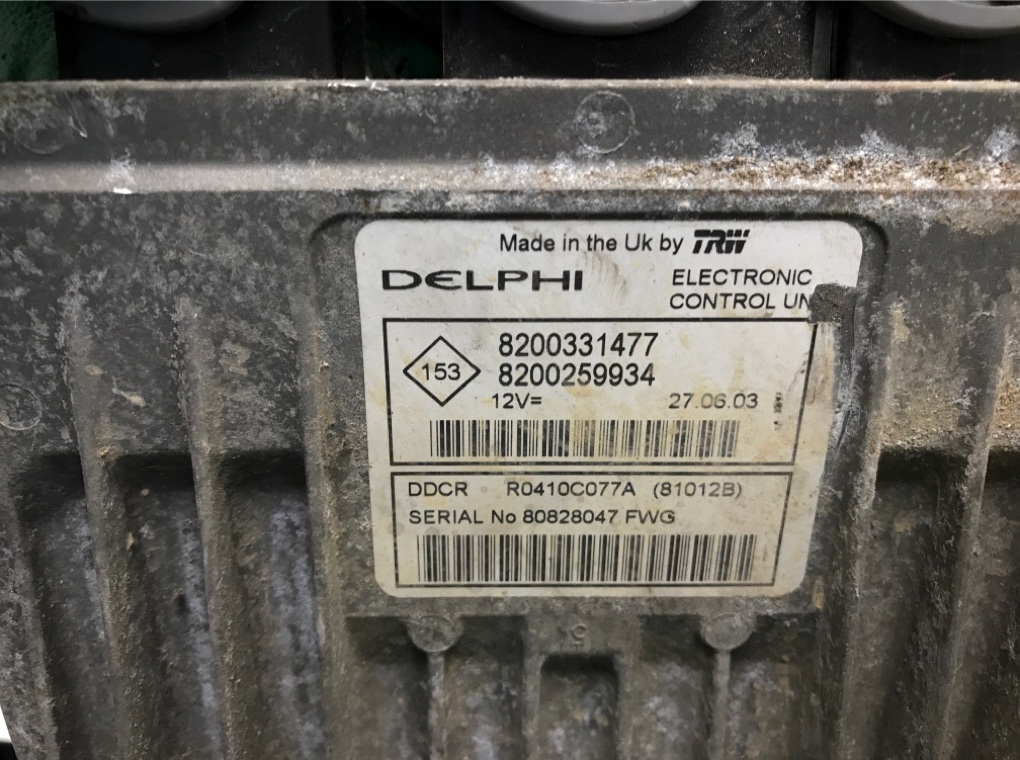 Made in the Uk by TRW
DELPHI
ELECTRONIC
CONTROL UN
153
8200331477
8200259934
12V= 27.06.03
DDCR R0410C077A (81012B)
SERIAL No 80828047 FWG